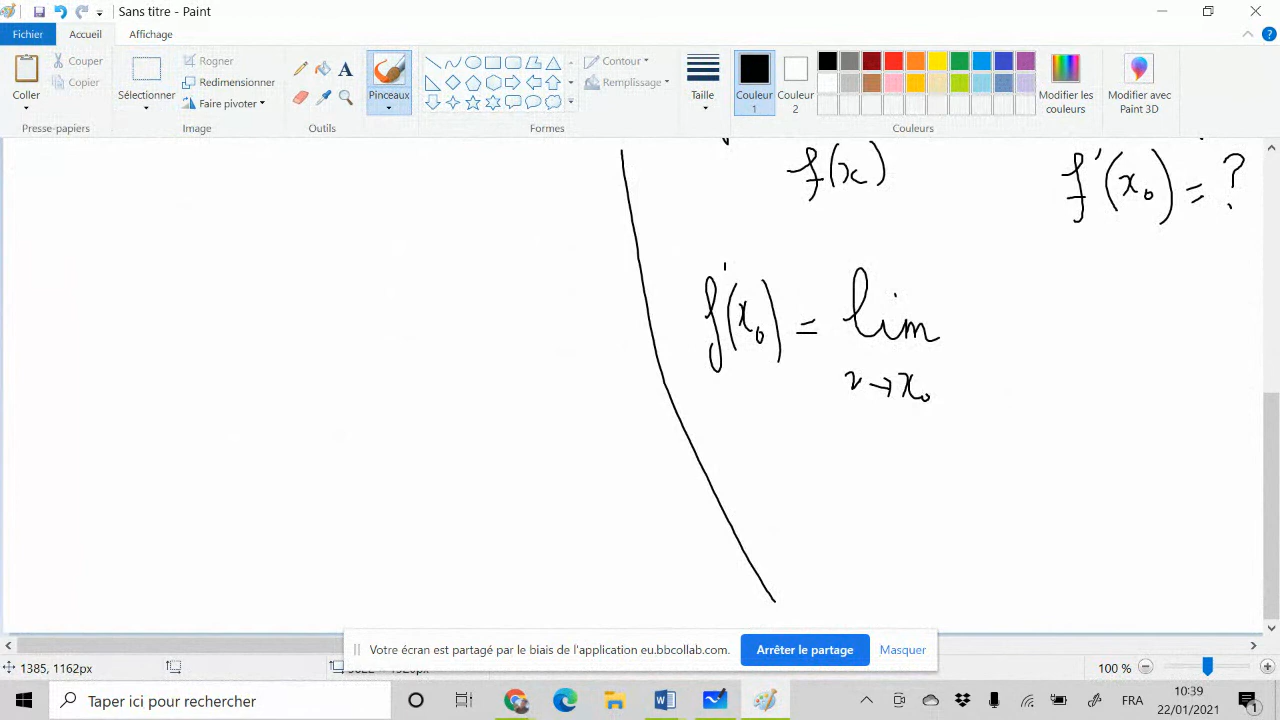 Sans titre - Paint
Fichier Accueil Affichage
Coller
Couper
Copier
Presse-papiers
Sélectionner
Rogner
Redimensionner
Faire pivoter
Image
A
Outils
Pinceaux
Contour
Remplissage
Formes
Taille
Couleur 1
Couleur 2
Modifier les couleurs
Modifier avec Paint 3D
Couleurs
f(x) f'(x₀) = ?
f'(x₀) = lim
x → x₀
Votre écran est partagé par le biais de l'application eu.bbcollab.com. Arrêter le partage Masquer
1385, 1162px 100 %
Taper ici pour rechercher FRA 10:39
22/01/2021 1